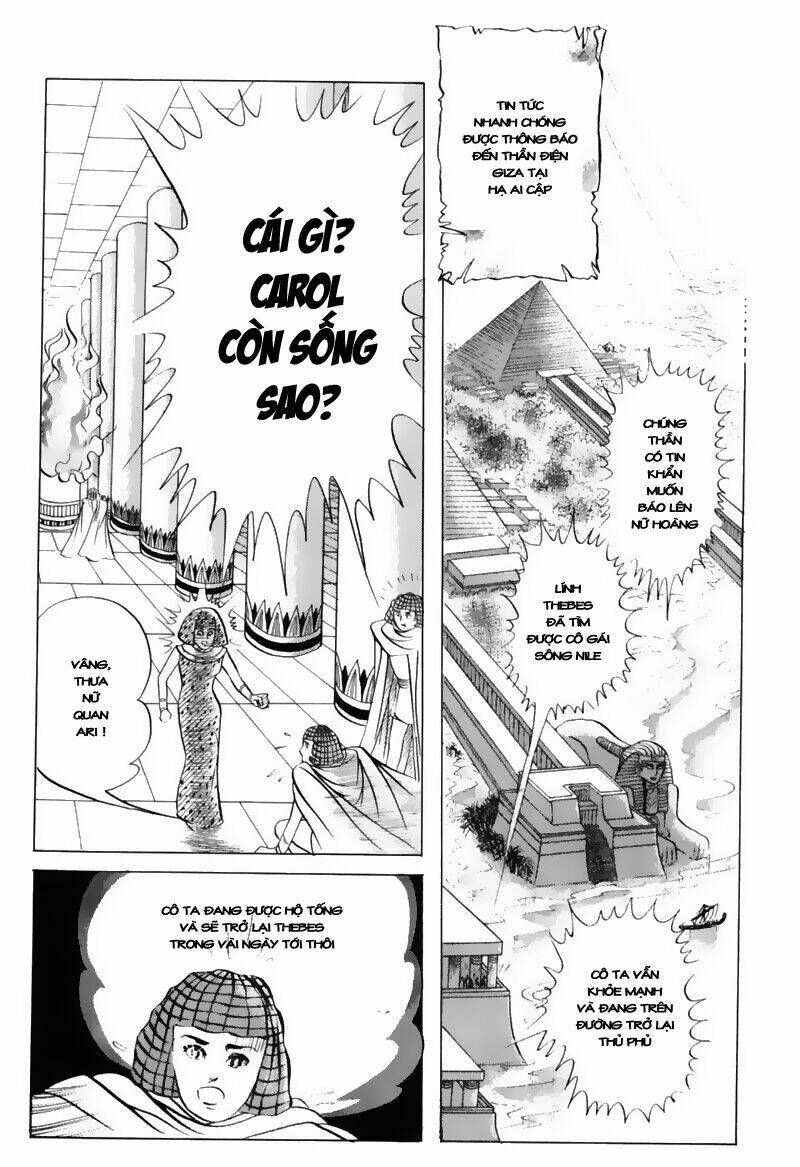 TIN TỨC
NHANH CHÓNG
ĐƯỢC THÔNG BÁO
ĐẾN THẦN ĐIỆN
GIZA TẠI
HẠ AI CẬP
CHÚNG
THẦN
CÓ TIN
KHẨN
MUỐN
BÁO LÊN
NỮ HOÀNG
LÍNH
THEBES
ĐÃ TÌM
ĐƯỢC CÔ GÁI
SÔNG NILE
CÔ TA VẪN
KHỎE MẠNH
VÀ ĐANG TRÊN
ĐƯỜNG TRỞ LẠI
THỦ PHỦ
CÁI GÌ?
CAROL
CÒN SỐNG
SAO?
VÂNG,
THƯA
NỮ
QUAN
ARI !
CÔ TA ĐANG ĐƯỢC HỘ TỐNG
VÀ SẼ TRỞ LẠI THEBES
TRONG VÀI NGÀY TỚI THÔI